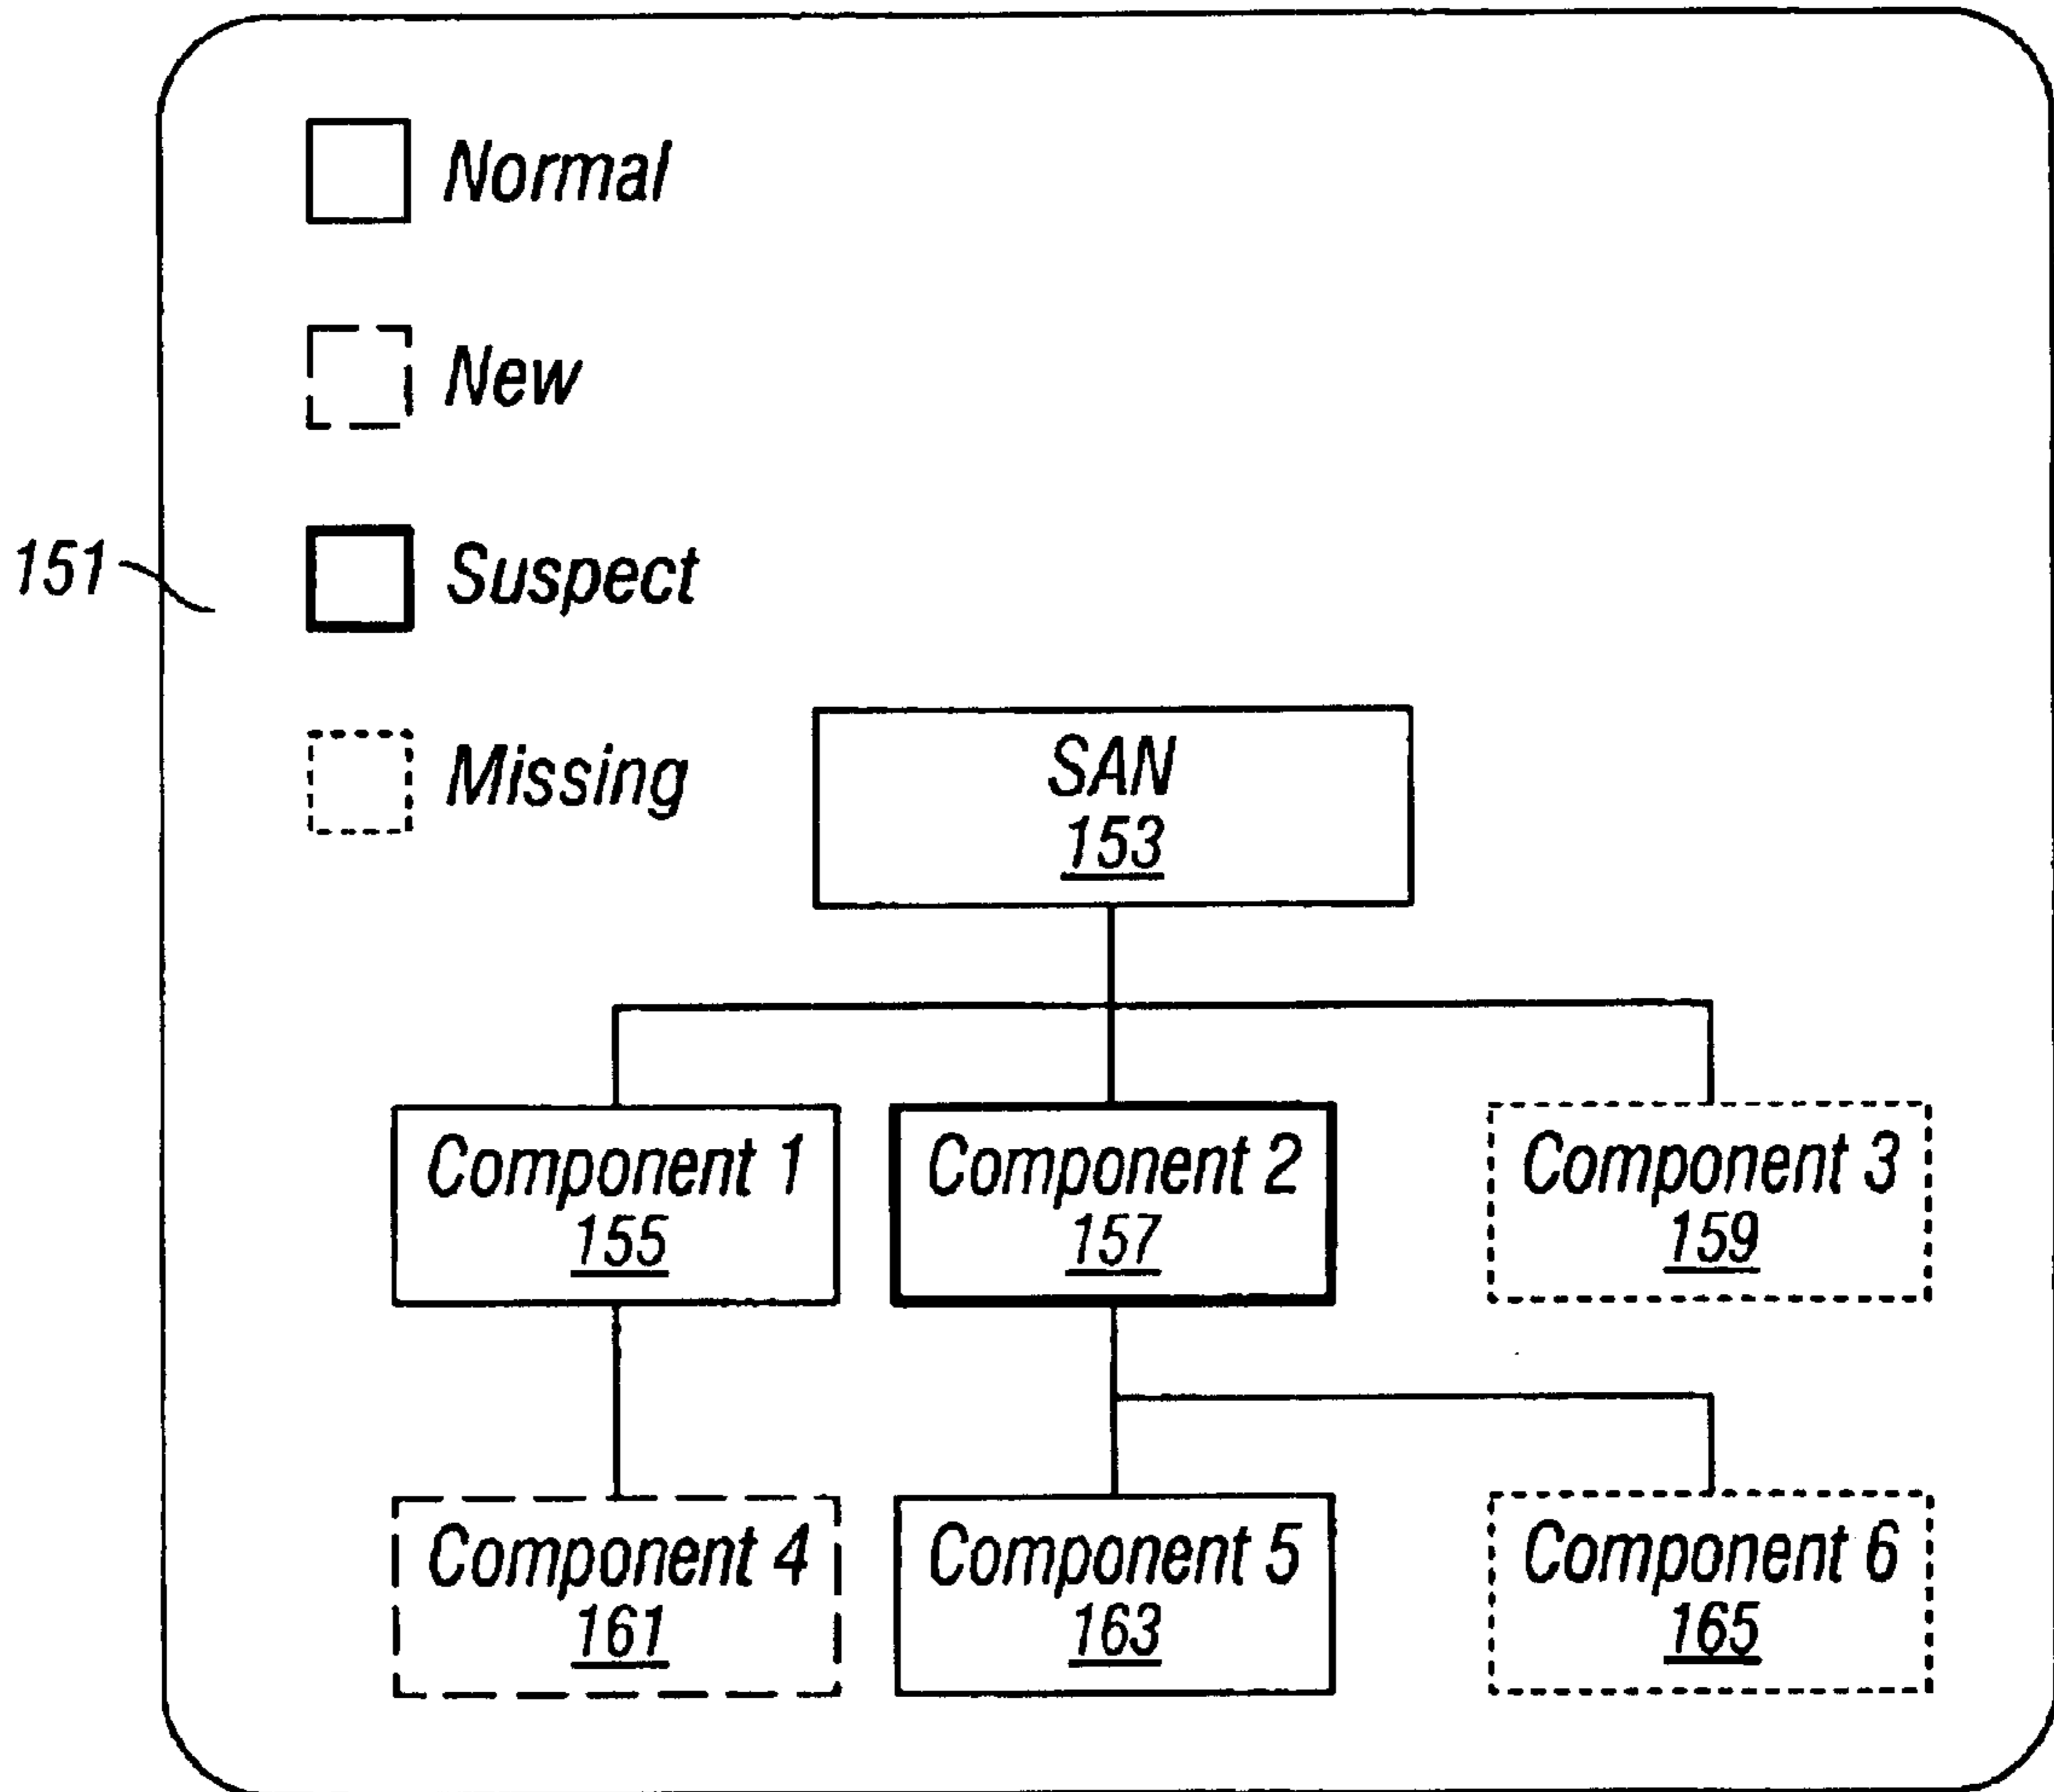 Normal
New
151
Suspect
Missing
SAN
153
Component 1
155
Component 2
157
Component 3
159
Component 4
161
Component 5
163
Component 6
165